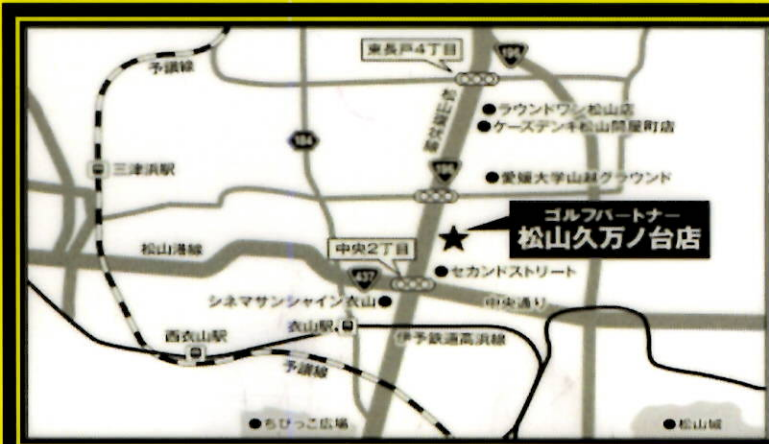 東長戸4丁目
196
予讃線
松山環状線
ラウンドワン松山店
ケーズデンキ松山問屋町店
184
三津浜駅
196
愛媛大学山越グラウンド
ゴルフパートナー
松山久万ノ台店
松山港線
中央2丁目
437
セカンドストリート
シネマサンシャイン衣山
中央通り
西衣山駅
衣山駅
伊予鉄道高浜線
予讃線
ちびっこ広場
松山城